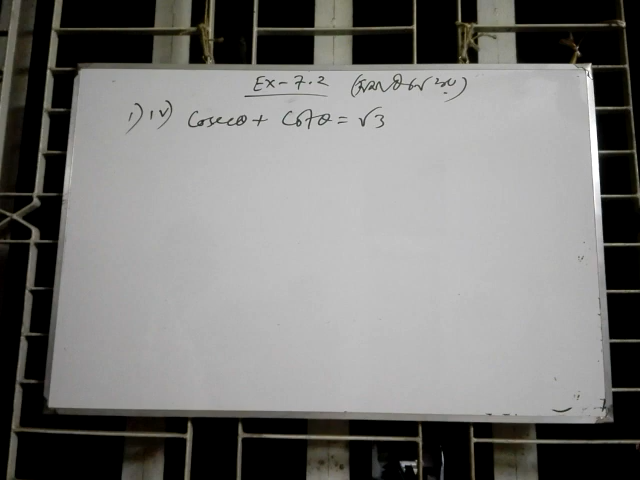 Ex-7.2
1) iv) Cosecθ + Cotθ = √3